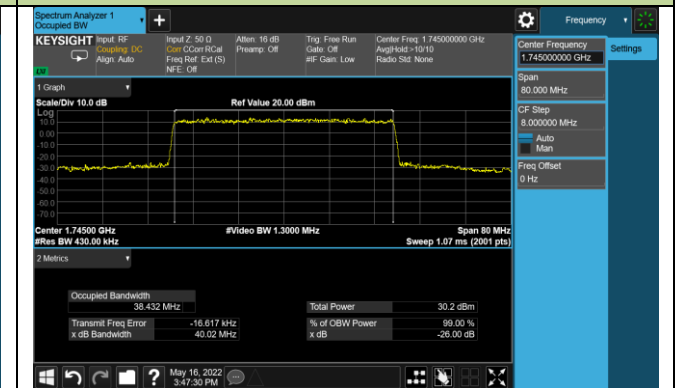 Spectrum Analyzer 1
Occupied BW
Frequency
KEYSIGHT
Input: RF
Coupling: DC
Align: Auto
Input Z: 50 Ω
Corr CCorr RCal
Freq Ref: Ext (S)
NFE: Off
Atten: 16 dB
Preamp: Off
Trig: Free Run
Gate: Off
#IF Gain: Low
Center Freq: 1.745000000 GHz
Avg|Hold:>10/10
Radio Std: None
Center Frequency
1.745000000 GHz
Settings
Span
80.000 MHz
CF Step
8.000000 MHz
Auto
Man
Freq Offset
0 Hz
1 Graph
Scale/Div 10.0 dB
Ref Value 20.00 dBm
Log
10.0
0.00
-10.0
-20.0
-30.0
-40.0
-50.0
-60.0
-70.0
Center 1.74500 GHz
#Video BW 1.3000 MHz
Span 80 MHz
#Res BW 430.00 kHz
Sweep 1.07 ms (2001 pts)
2 Metrics
Occupied Bandwidth
38.432 MHz
Total Power
30.2 dBm
Transmit Freq Error
-16.617 kHz
% of OBW Power
99.00 %
x dB Bandwidth
40.02 MHz
x dB
-26.00 dB
?
May 16, 2022
3:47:30 PM